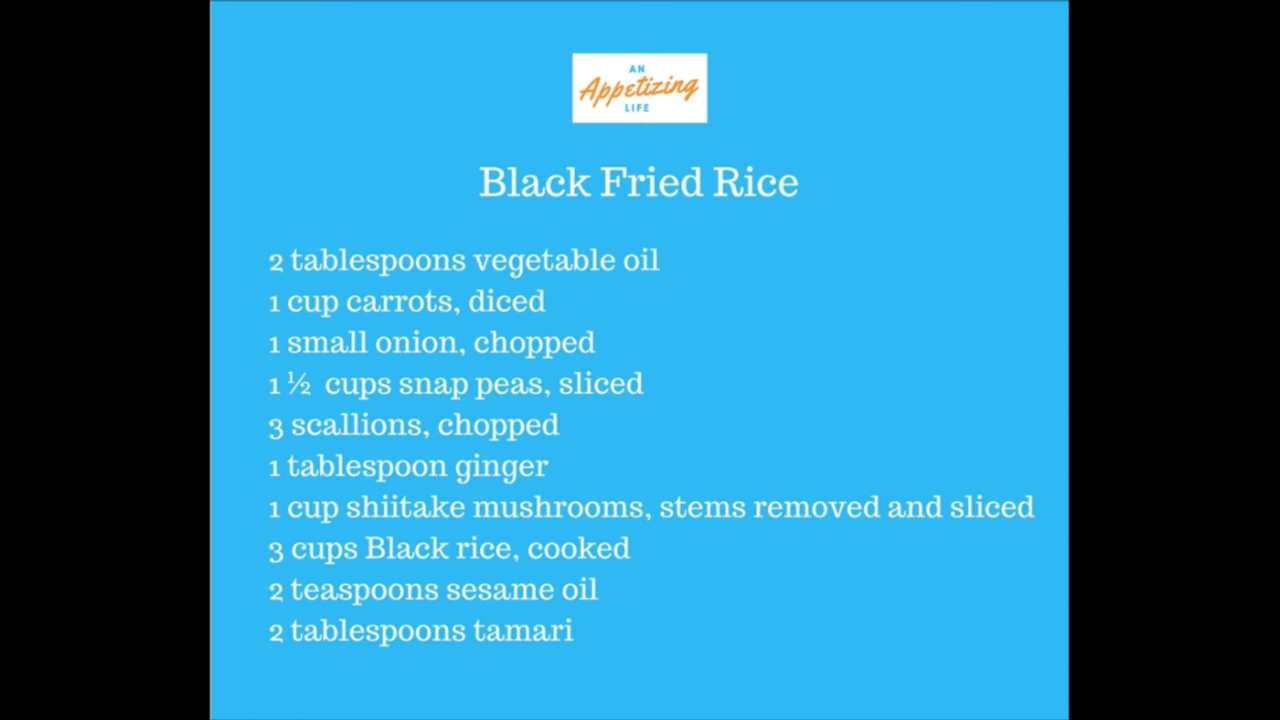 AN
Appetizing
LIFE
Black Fried Rice
2 tablespoons vegetable oil
1 cup carrots, diced
1 small onion, chopped
1 ½ cups snap peas, sliced
3 scallions, chopped
1 tablespoon ginger
1 cup shiitake mushrooms, stems removed and sliced
3 cups Black rice, cooked
2 teaspoons sesame oil
2 tablespoons tamari